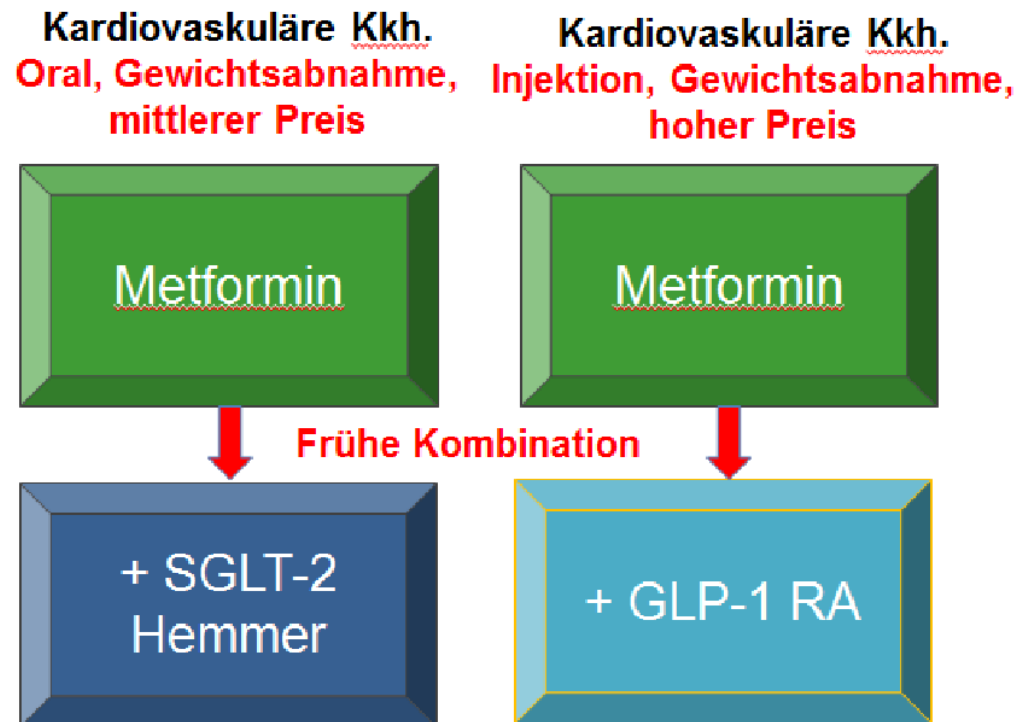 Kardiovaskuläre Kkh.
Oral, Gewichtsabnahme,
mittlerer Preis
Kardiovaskuläre Kkh.
Injektion, Gewichtsabnahme,
hoher Preis
Metformin
Metformin
Frühe Kombination
+ SGLT-2
Hemmer
+ GLP-1 RA